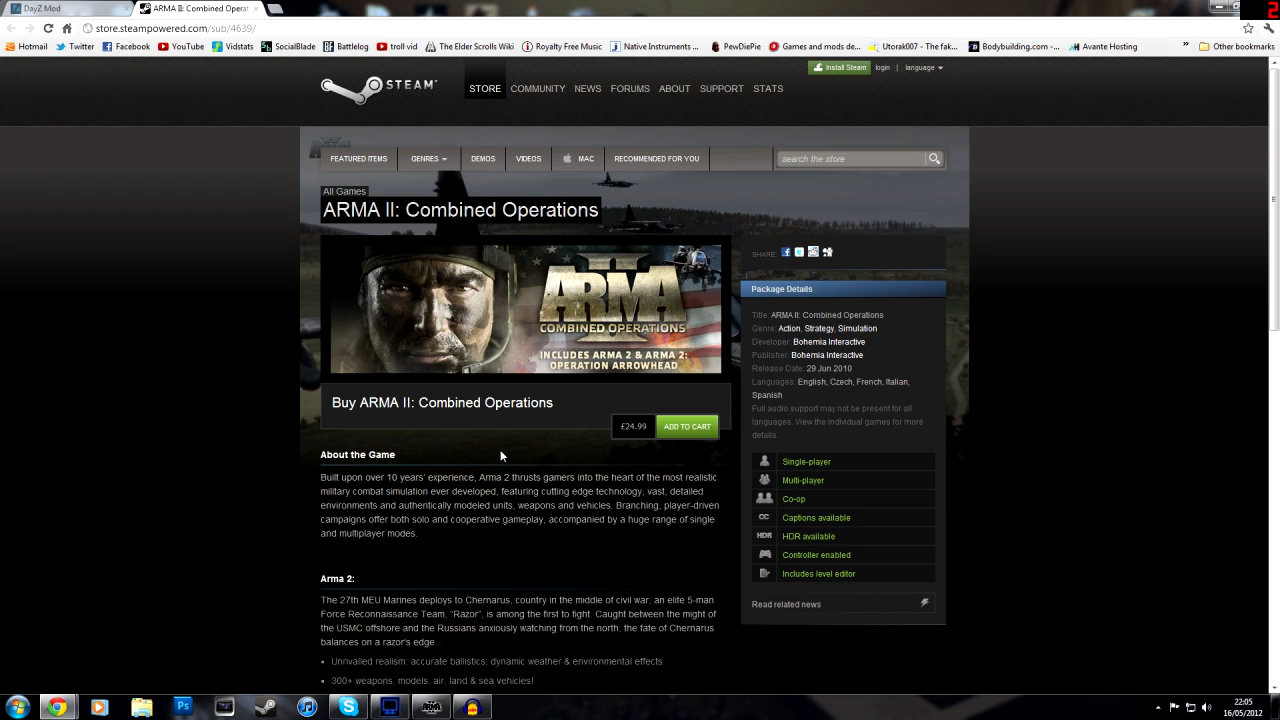 DayZ Mod
ARMA II: Combined Operat
2
store.steampowered.com/sub/4639/
Hotmail Twitter Facebook YouTube Vidstats SocialBlade Battlelog troll vid The Elder Scrolls Wiki Royalty Free Music Native Instruments ... PewDiePie Games and mods de... Utorak007 - The fak... Bodybuilding.com -... Avante Hosting » Other bookmarks
Install Steam login | language
STEAM
STORE COMMUNITY NEWS FORUMS ABOUT SUPPORT STATS
FEATURED ITEMS GENRES DEMOS VIDEOS MAC RECOMMENDED FOR YOU search the store
All Games
ARMA II: Combined Operations
ARMA II
COMBINED OPERATIONS
INCLUDES ARMA 2 & ARMA 2:
OPERATION ARROWHEAD
Buy ARMA II: Combined Operations
£24.99 ADD TO CART
About the Game
Built upon over 10 years' experience, Arma 2 thrusts gamers into the heart of the most realistic
military combat simulation ever developed, featuring cutting edge technology, vast, detailed
environments and authentically modeled units, weapons and vehicles. Branching, player-driven
campaigns offer both solo and cooperative gameplay, accompanied by a huge range of single
and multiplayer modes.
Arma 2:
The 27th MEU Marines deploys to Chernarus, country in the middle of civil war; an elite 5-man
Force Reconnaissance Team, "Razor", is among the first to fight. Caught between the might of
the USMC offshore and the Russians anxiously watching from the north, the fate of Chernarus
balances on a razor's edge...
• Unrivalled realism: accurate ballistics; dynamic weather & environmental effects.
• 300+ weapons, models, air, land & sea vehicles!
SHARE:
Package Details
Title: ARMA II: Combined Operations
Genre: Action, Strategy, Simulation
Developer: Bohemia Interactive
Publisher: Bohemia Interactive
Release Date: 29 Jun 2010
Languages: English, Czech, French, Italian,
Spanish
Full audio support may not be present for all
languages. View the individual games for more
details.
Single-player
Multi-player
Co-op
CC Captions available
HDR HDR available
Controller enabled
Includes level editor
Read related news
Ps
ARMA
22:05
16/05/2012